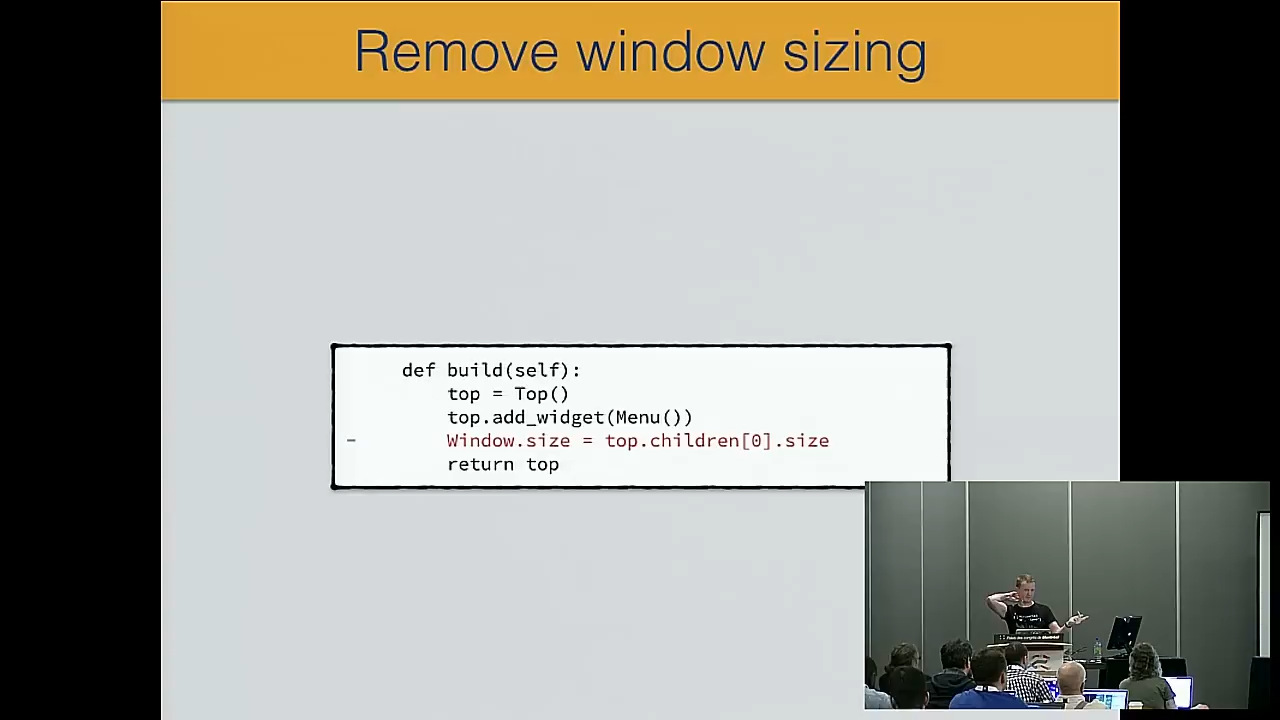 Remove window sizing
def build(self):
top = Top()
top.add_widget(Menu())
- Window.size = top.children[0].size
return top